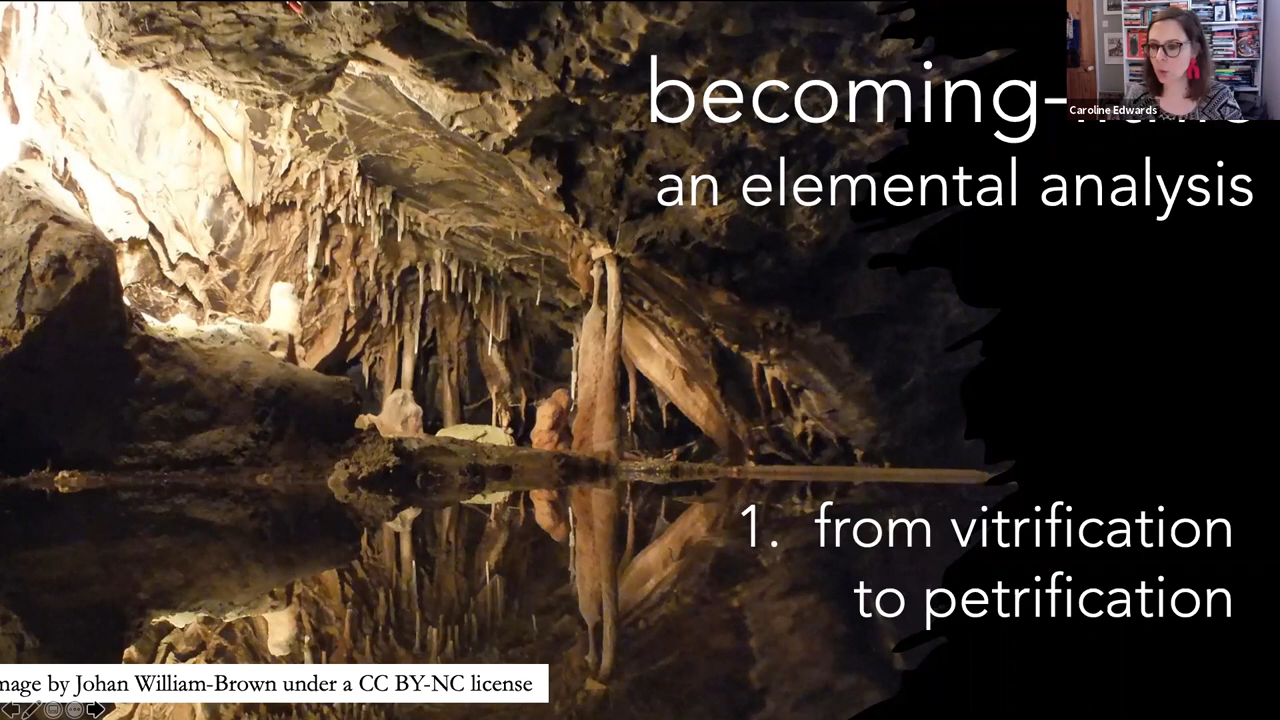 becoming-
Caroline Edwards
an elemental analysis
1. from vitrification
to petrification
mage by Johan William-Brown under a CC BY-NC license